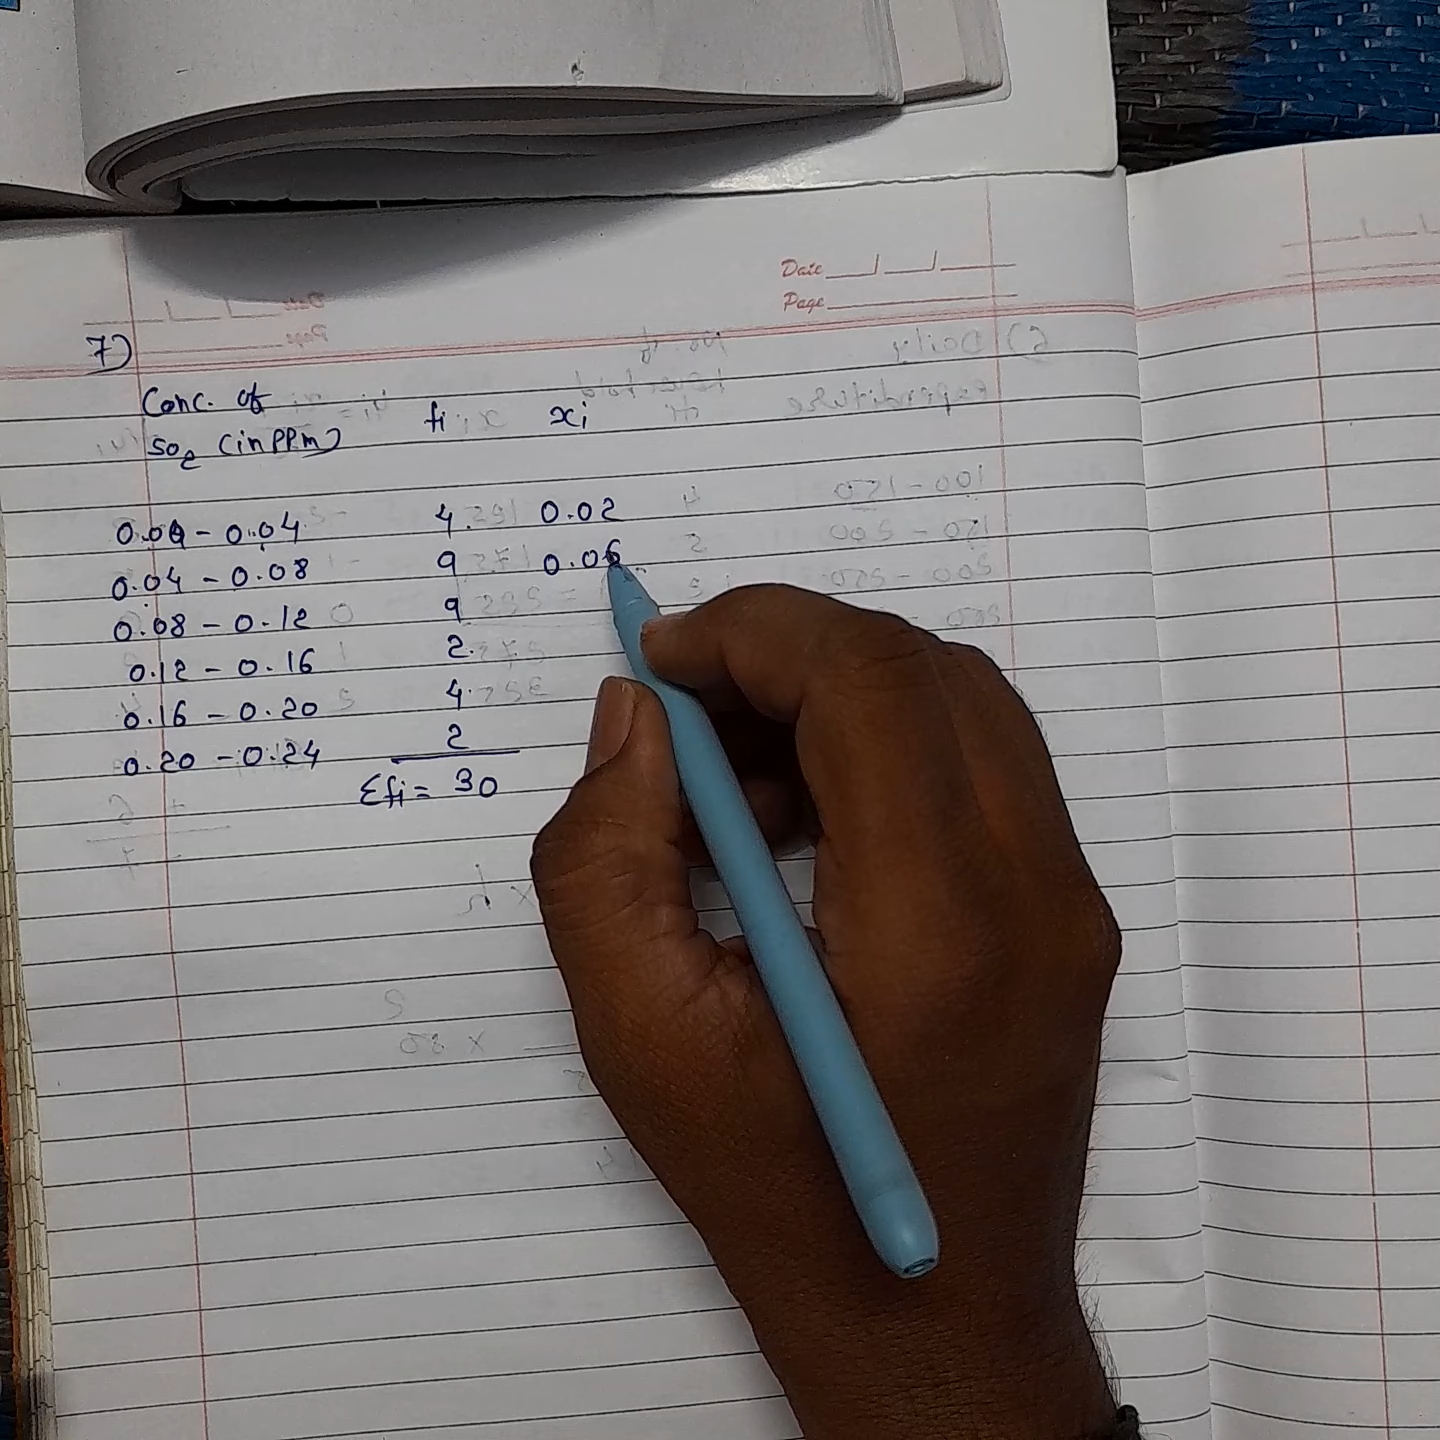 Date
Page
7)
Conc. of
SO2 (in PPm) fi xi
0.00 - 0.04 4 0.02
0.04 - 0.08 9 0.06
0.08 - 0.12 9
0.12 - 0.16 2
0.16 - 0.20 4
0.20 - 0.24 2
Σfi = 30